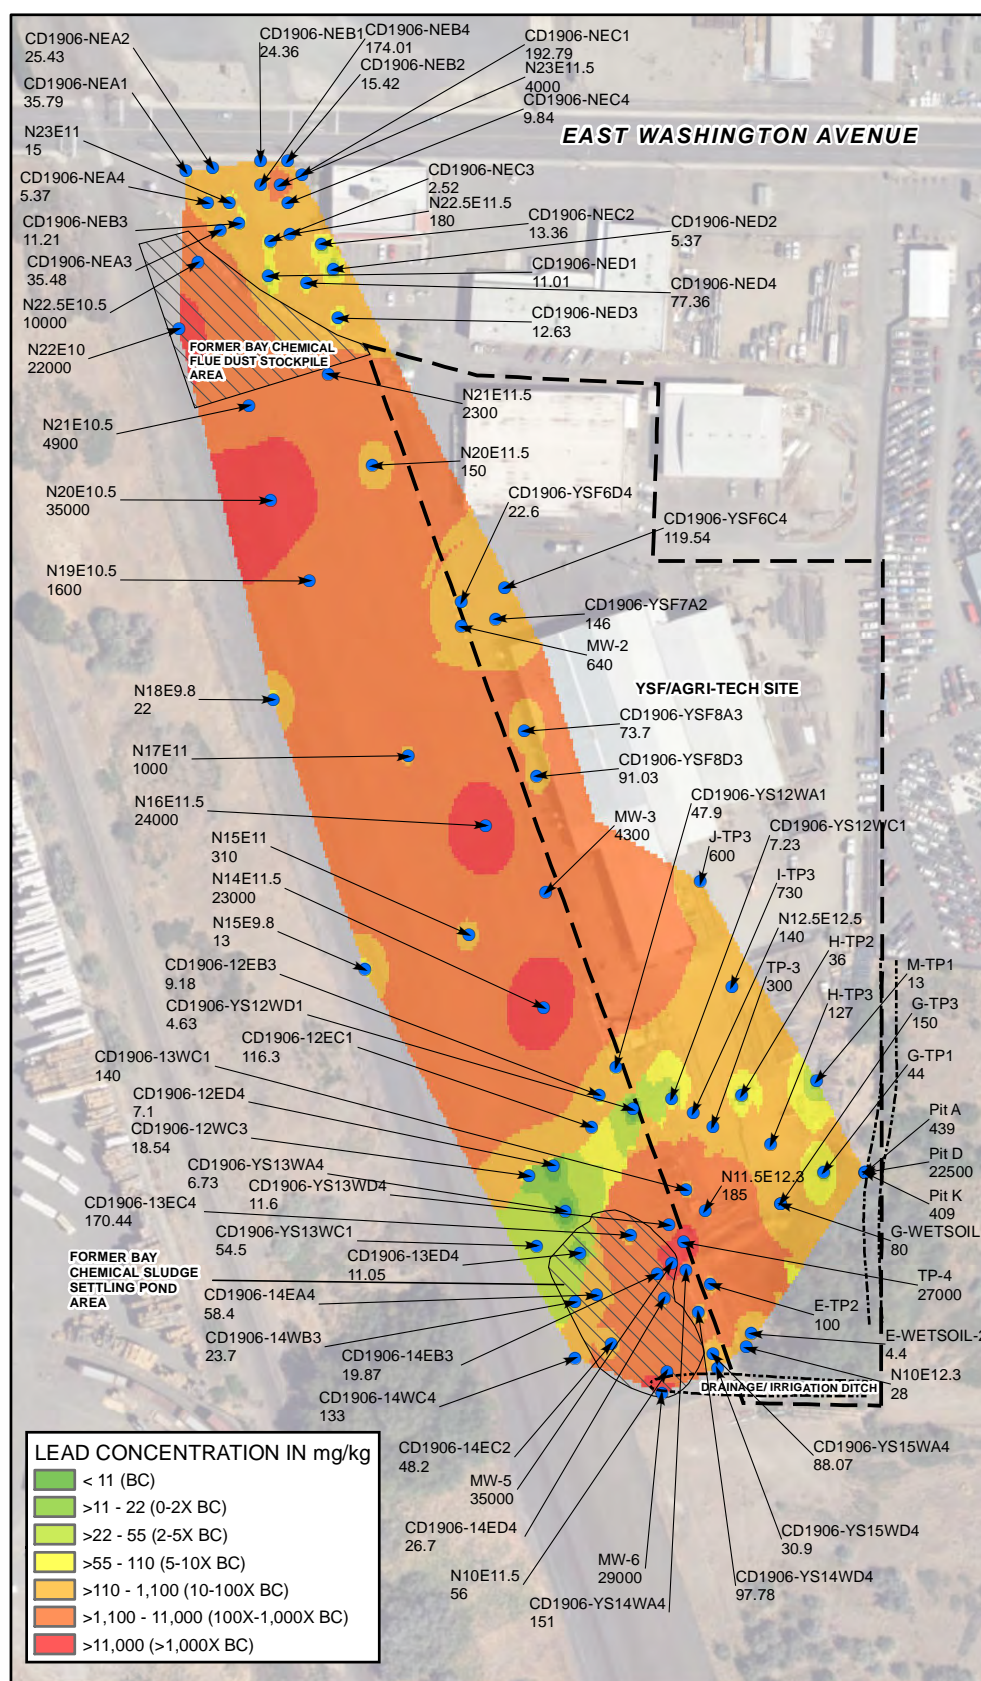 CD1906-NEA2
25.43
CD1906-NEB1
24.36
CD1906-NEB4
174.01
CD1906-NEB2
15.42
CD1906-NEC1
192.79
N23E11.5
4000
CD1906-NEC4
9.84
EAST WASHINGTON AVENUE
CD1906-NEA1
35.79
N23E11
15
CD1906-NEA4
5.37
CD1906-NEB3
11.21
CD1906-NEA3
35.48
N22.5E10.5
10000
N22E10
22000
CD1906-NEC3
2.52
N22.5E11.5
180
CD1906-NEC2
13.36
CD1906-NED2
5.37
CD1906-NED1
11.01
CD1906-NED4
77.36
CD1906-NED3
12.63
FORMER BAY CHEMICAL
FLUE DUST STOCKPILE
AREA
N21E11.5
2300
N21E10.5
4900
N20E11.5
150
N20E10.5
35000
CD1906-YSF6D4
22.6
CD1906-YSF6C4
119.54
N19E10.5
1600
CD1906-YSF7A2
146
MW-2
640
YSF/AGRI-TECH SITE
N18E9.8
22
CD1906-YSF8A3
73.7
N17E11
1000
CD1906-YSF8D3
91.03
N16E11.5
24000
CD1906-YS12WA1
47.9
MW-3
4300
CD1906-YS12WC1
7.23
J-TP3
600
I-TP3
730
N15E11
310
N14E11.5
23000
N15E9.8
13
N12.5E12.5
140
H-TP2
36
TP-3
300
M-TP1
13
H-TP3
127
G-TP3
150
G-TP1
44
CD1906-12EB3
9.18
CD1906-YS12WD1
4.63
CD1906-12EC1
116.3
CD1906-13WC1
140
CD1906-12ED4
7.1
CD1906-12WC3
18.54
CD1906-YS13WA4
6.73
CD1906-YS13WD4
11.6
CD1906-13EC4
170.44
CD1906-YS13WC1
54.5
CD1906-13ED4
11.05
N11.5E12.3
185
Pit A
439
Pit D
22500
Pit K
409
G-WETSOIL
80
TP-4
27000
E-TP2
100
E-WETSOIL-2
4.4
N10E12.3
28
FORMER BAY
CHEMICAL SLUDGE
SETTLING POND
AREA
CD1906-14EA4
58.4
CD1906-14WB3
23.7
CD1906-14EB3
19.87
CD1906-14WC4
133
DRAINAGE/ IRRIGATION DITCH
CD1906-14EC2
48.2
MW-5
35000
CD1906-14ED4
26.7
N10E11.5
56
MW-6
29000
CD1906-YS14WA4
151
CD1906-YS15WA4
88.07
CD1906-YS15WD4
30.9
CD1906-YS14WD4
97.78
LEAD CONCENTRATION IN mg/kg
< 11 (BC)
>11 - 22 (0-2X BC)
>22 - 55 (2-5X BC)
>55 - 110 (5-10X BC)
>110 - 1,100 (10-100X BC)
>1,100 - 11,000 (100X-1,000X BC)
>11,000 (>1,000X BC)